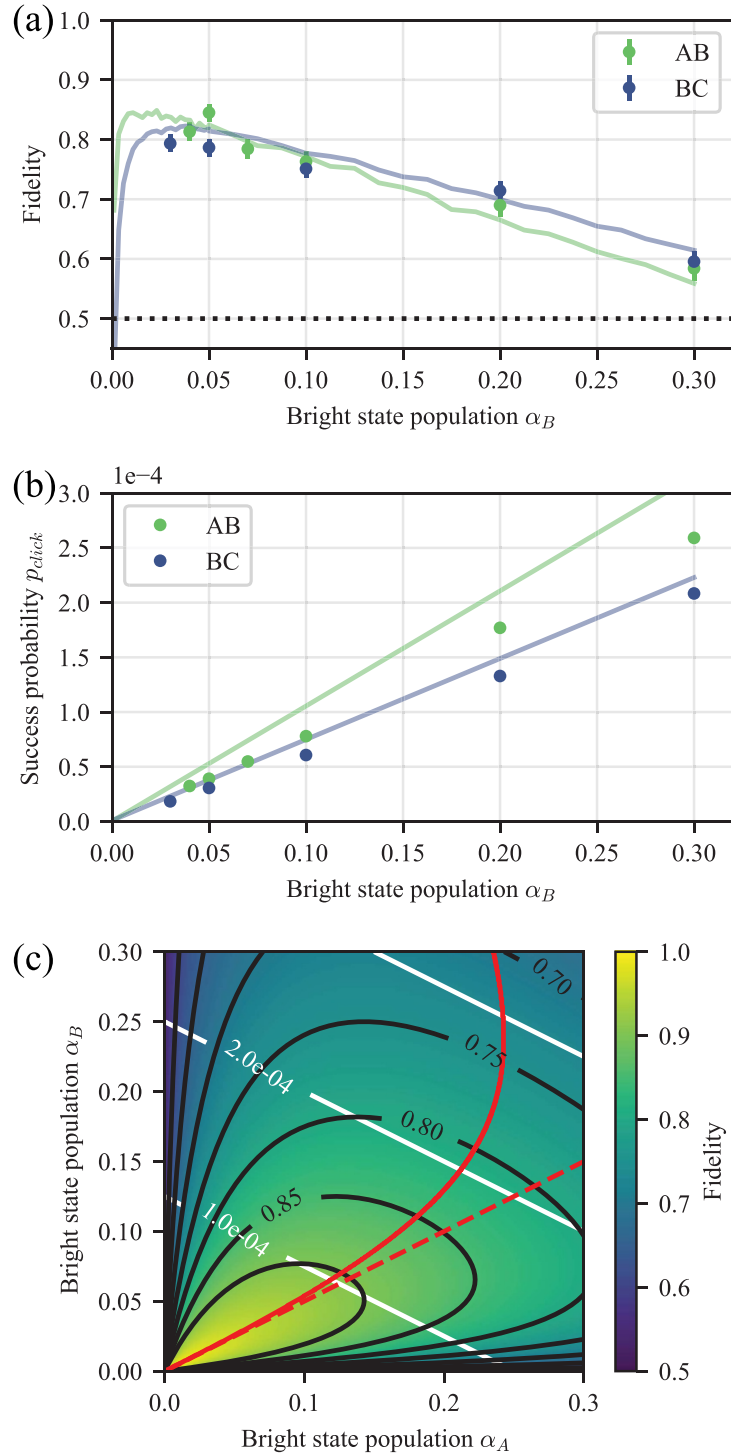 (a)
1.0
0.9
0.8
0.7
0.6
0.5
Fidelity
AB
BC
0.00 0.05 0.10 0.15 0.20 0.25 0.30
Bright state population α_B
(b)
1e−4
3.0
2.5
2.0
1.5
1.0
0.5
0.0
Success probability p_click
AB
BC
0.00 0.05 0.10 0.15 0.20 0.25 0.30
Bright state population α_B
(c)
0.30
0.25
0.20
0.15
0.10
0.05
0.00
Bright state population α_B
0.70
0.75
2.0e-04
0.80
0.85
1.0e-04
0.0 0.1 0.2 0.3
Bright state population α_A
1.0
0.9
0.8
0.7
0.6
0.5
Fidelity